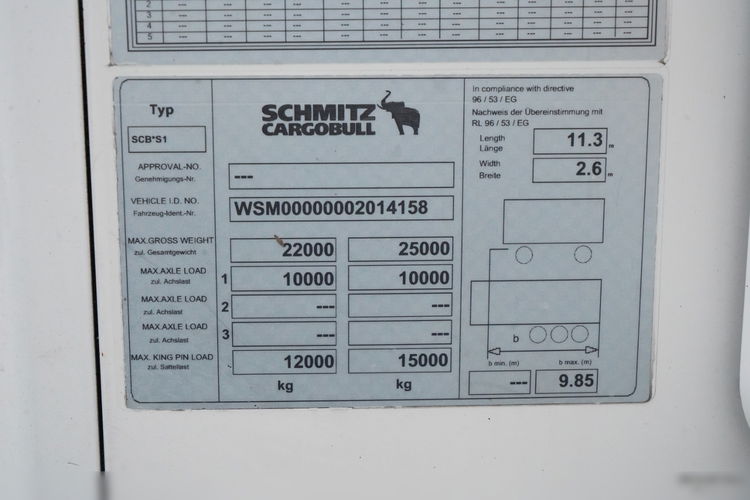 2 --- --- --- --- --- --- --- --- --- --- --- ---
3 --- --- --- --- --- --- --- --- --- --- --- ---
4 --- --- --- --- --- --- --- --- --- --- --- ---
5 --- --- --- --- --- --- --- --- --- --- --- ---
Typ
SCB*S1
SCHMITZ
CARGOBULL
In compliance with directive
96 / 53 / EG
Nachweis der Übereinstimmung mit
RL 96 / 53 / EG
Length
Länge
11.3 m
Width
Breite
2.6 m
APPROVAL-NO.
Genehmigungs-Nr.
---
VEHICLE I.D. NO.
Fahrzeug-Ident.-Nr.
WSM00000002014158
MAX.GROSS WEIGHT
zul. Gesamtgewicht
22000 25000
MAX.AXLE LOAD
zul. Achslast
1 10000 10000
MAX.AXLE LOAD
zul. Achslast
2 --- ---
MAX.AXLE LOAD
zul. Achslast
3 --- ---
MAX. KING PIN LOAD
zul. Sattellast
12000 15000
kg kg
b
b min. (m) b max. (m)
--- 9.85